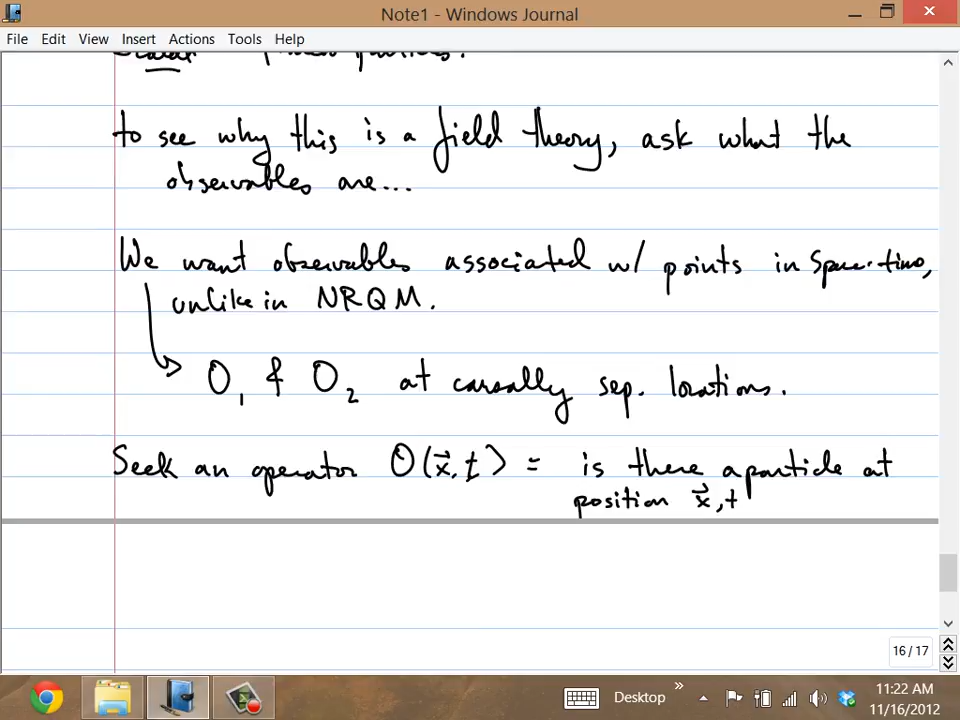 Note1 - Windows Journal
File Edit View Insert Actions Tools Help
to see why this is a field theory, ask what the
observables are...
We want observables associated w/ points in space-time,
unlike in NRQM.
O₁ & O₂ at causally sep. locations.
Seek an operator O(x⃗, t) = is there a particle at
position x⃗, t
16 / 17
Desktop
11:22 AM
11/16/2012